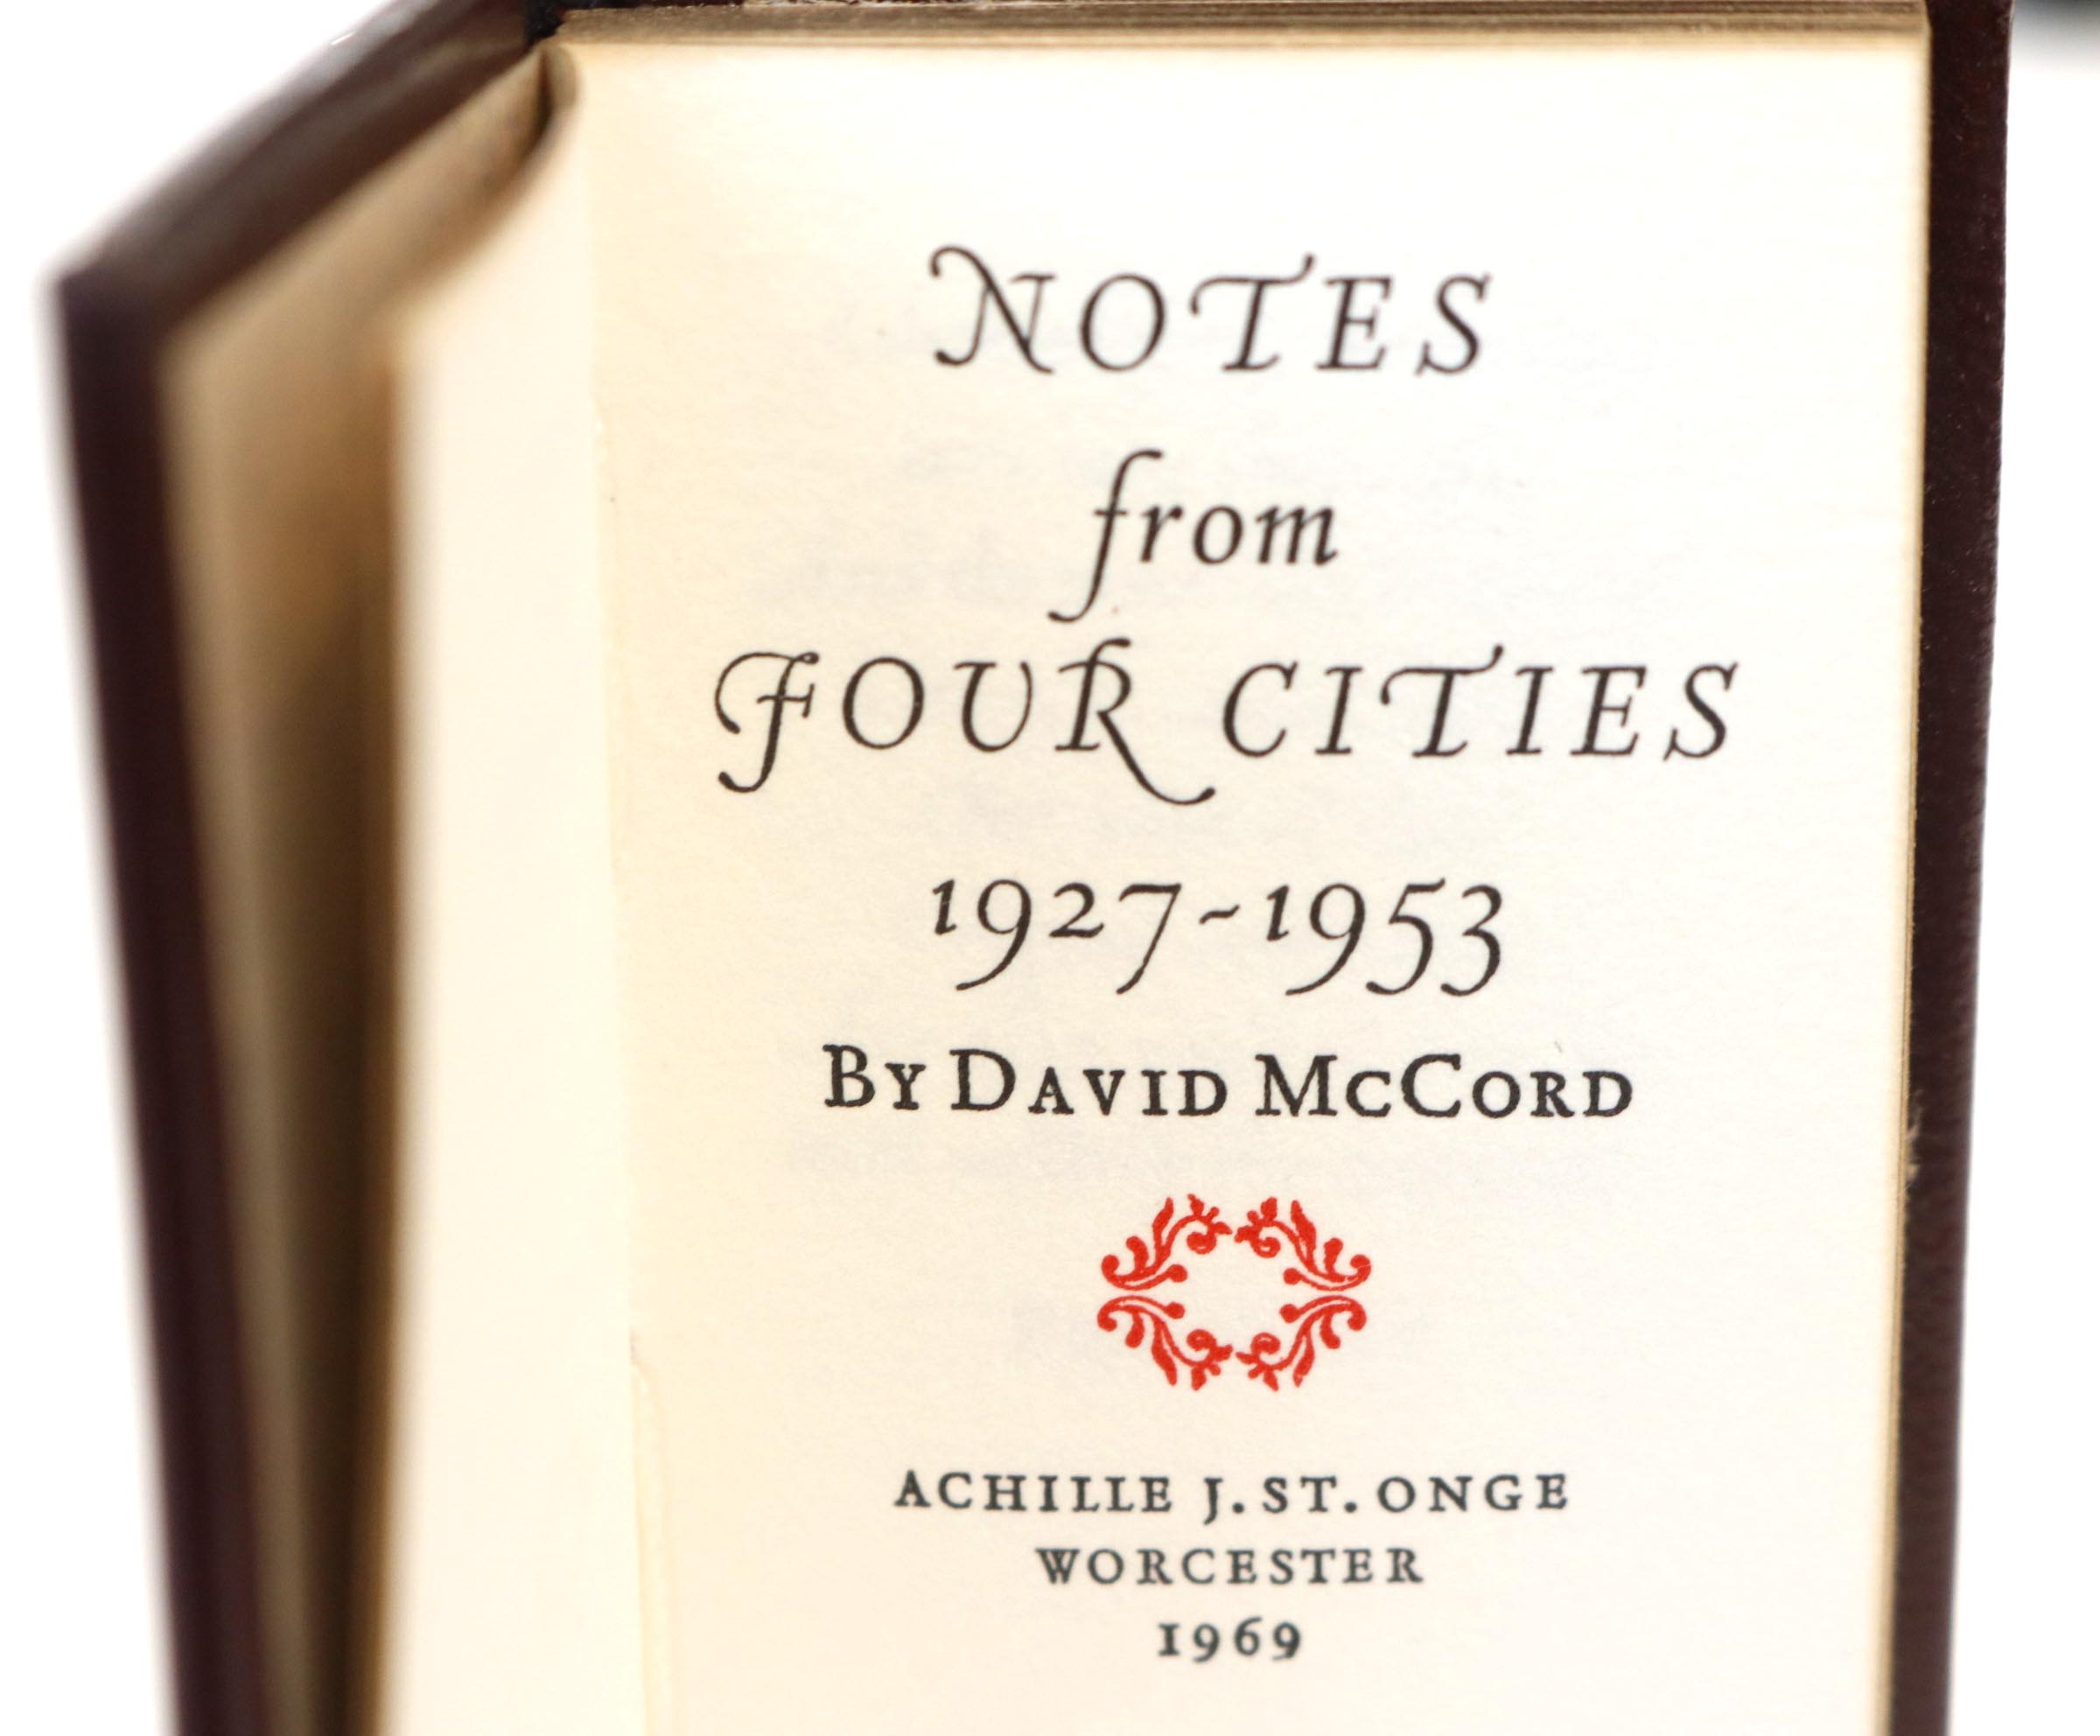 NOTES
from
FOUR CITIES
1927-1953
BY DAVID MCCORD
ACHILLE J. ST. ONGE
WORCESTER
1969